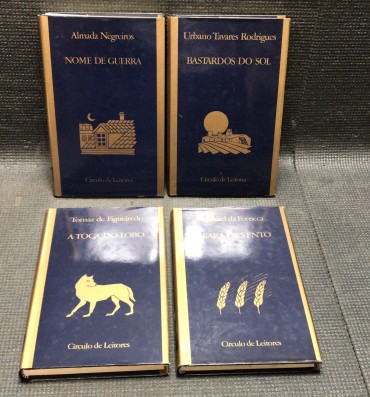 Almada Negreiros
NOME DE GUERRA
Círculo de Leitores
Urbano Tavares Rodrigues
BASTARDOS DO SOL
Círculo de Leitores
Tomaz de Figueiredo
A TOCA DO LOBO
Círculo de Leitores
da Fonseca
VENTO
Círculo de Leitores